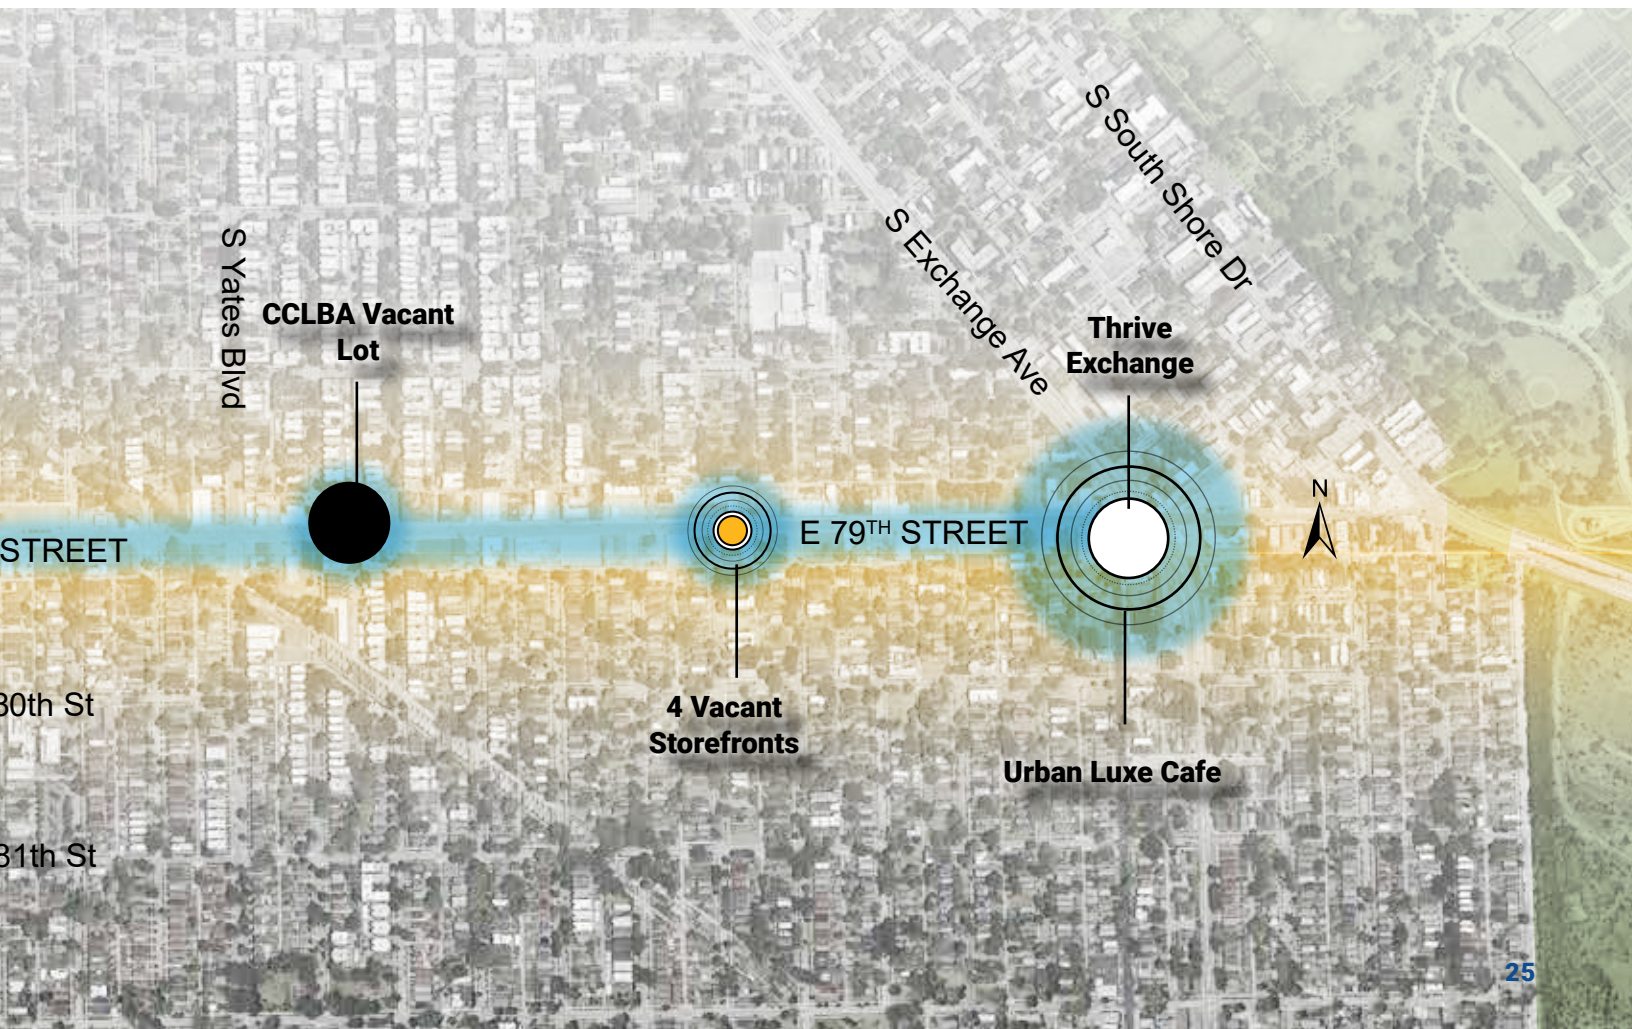 S South Shore Dr
S Exchange Ave
S Yates Blvd
CCLBA Vacant
Lot
Thrive
Exchange
N
E 79TH STREET
STREET
30th St
4 Vacant
Storefronts
Urban Luxe Cafe
31th St
25